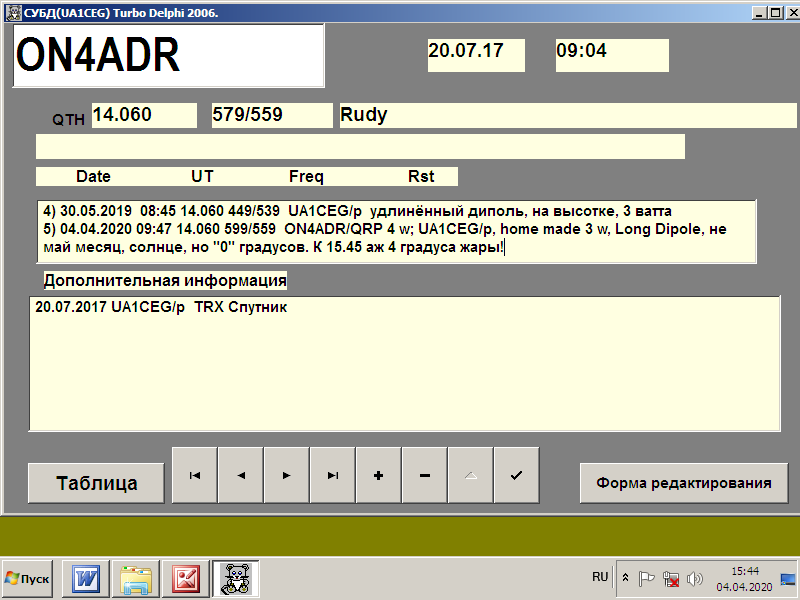 СУБД(UA1CEG) Turbo Delphi 2006.
ON4ADR
20.07.17
09:04
QTH 14.060 579/559 Rudy
Date UT Freq Rst
4) 30.05.2019 08:45 14.060 449/539 UA1CEG/p удлинённый диполь, на высотке, 3 ватта
5) 04.04.2020 09:47 14.060 599/559 ON4ADR/QRP 4 w; UA1CEG/p, home made 3 w, Long Dipole, не
май месяц, солнце, но "0" градусов. К 15.45 аж 4 градуса жары!
Дополнительная информация
20.07.2017 UA1CEG/p TRX Спутник
Таблица
Форма редактирования
Пуск
RU
15:44
04.04.2020